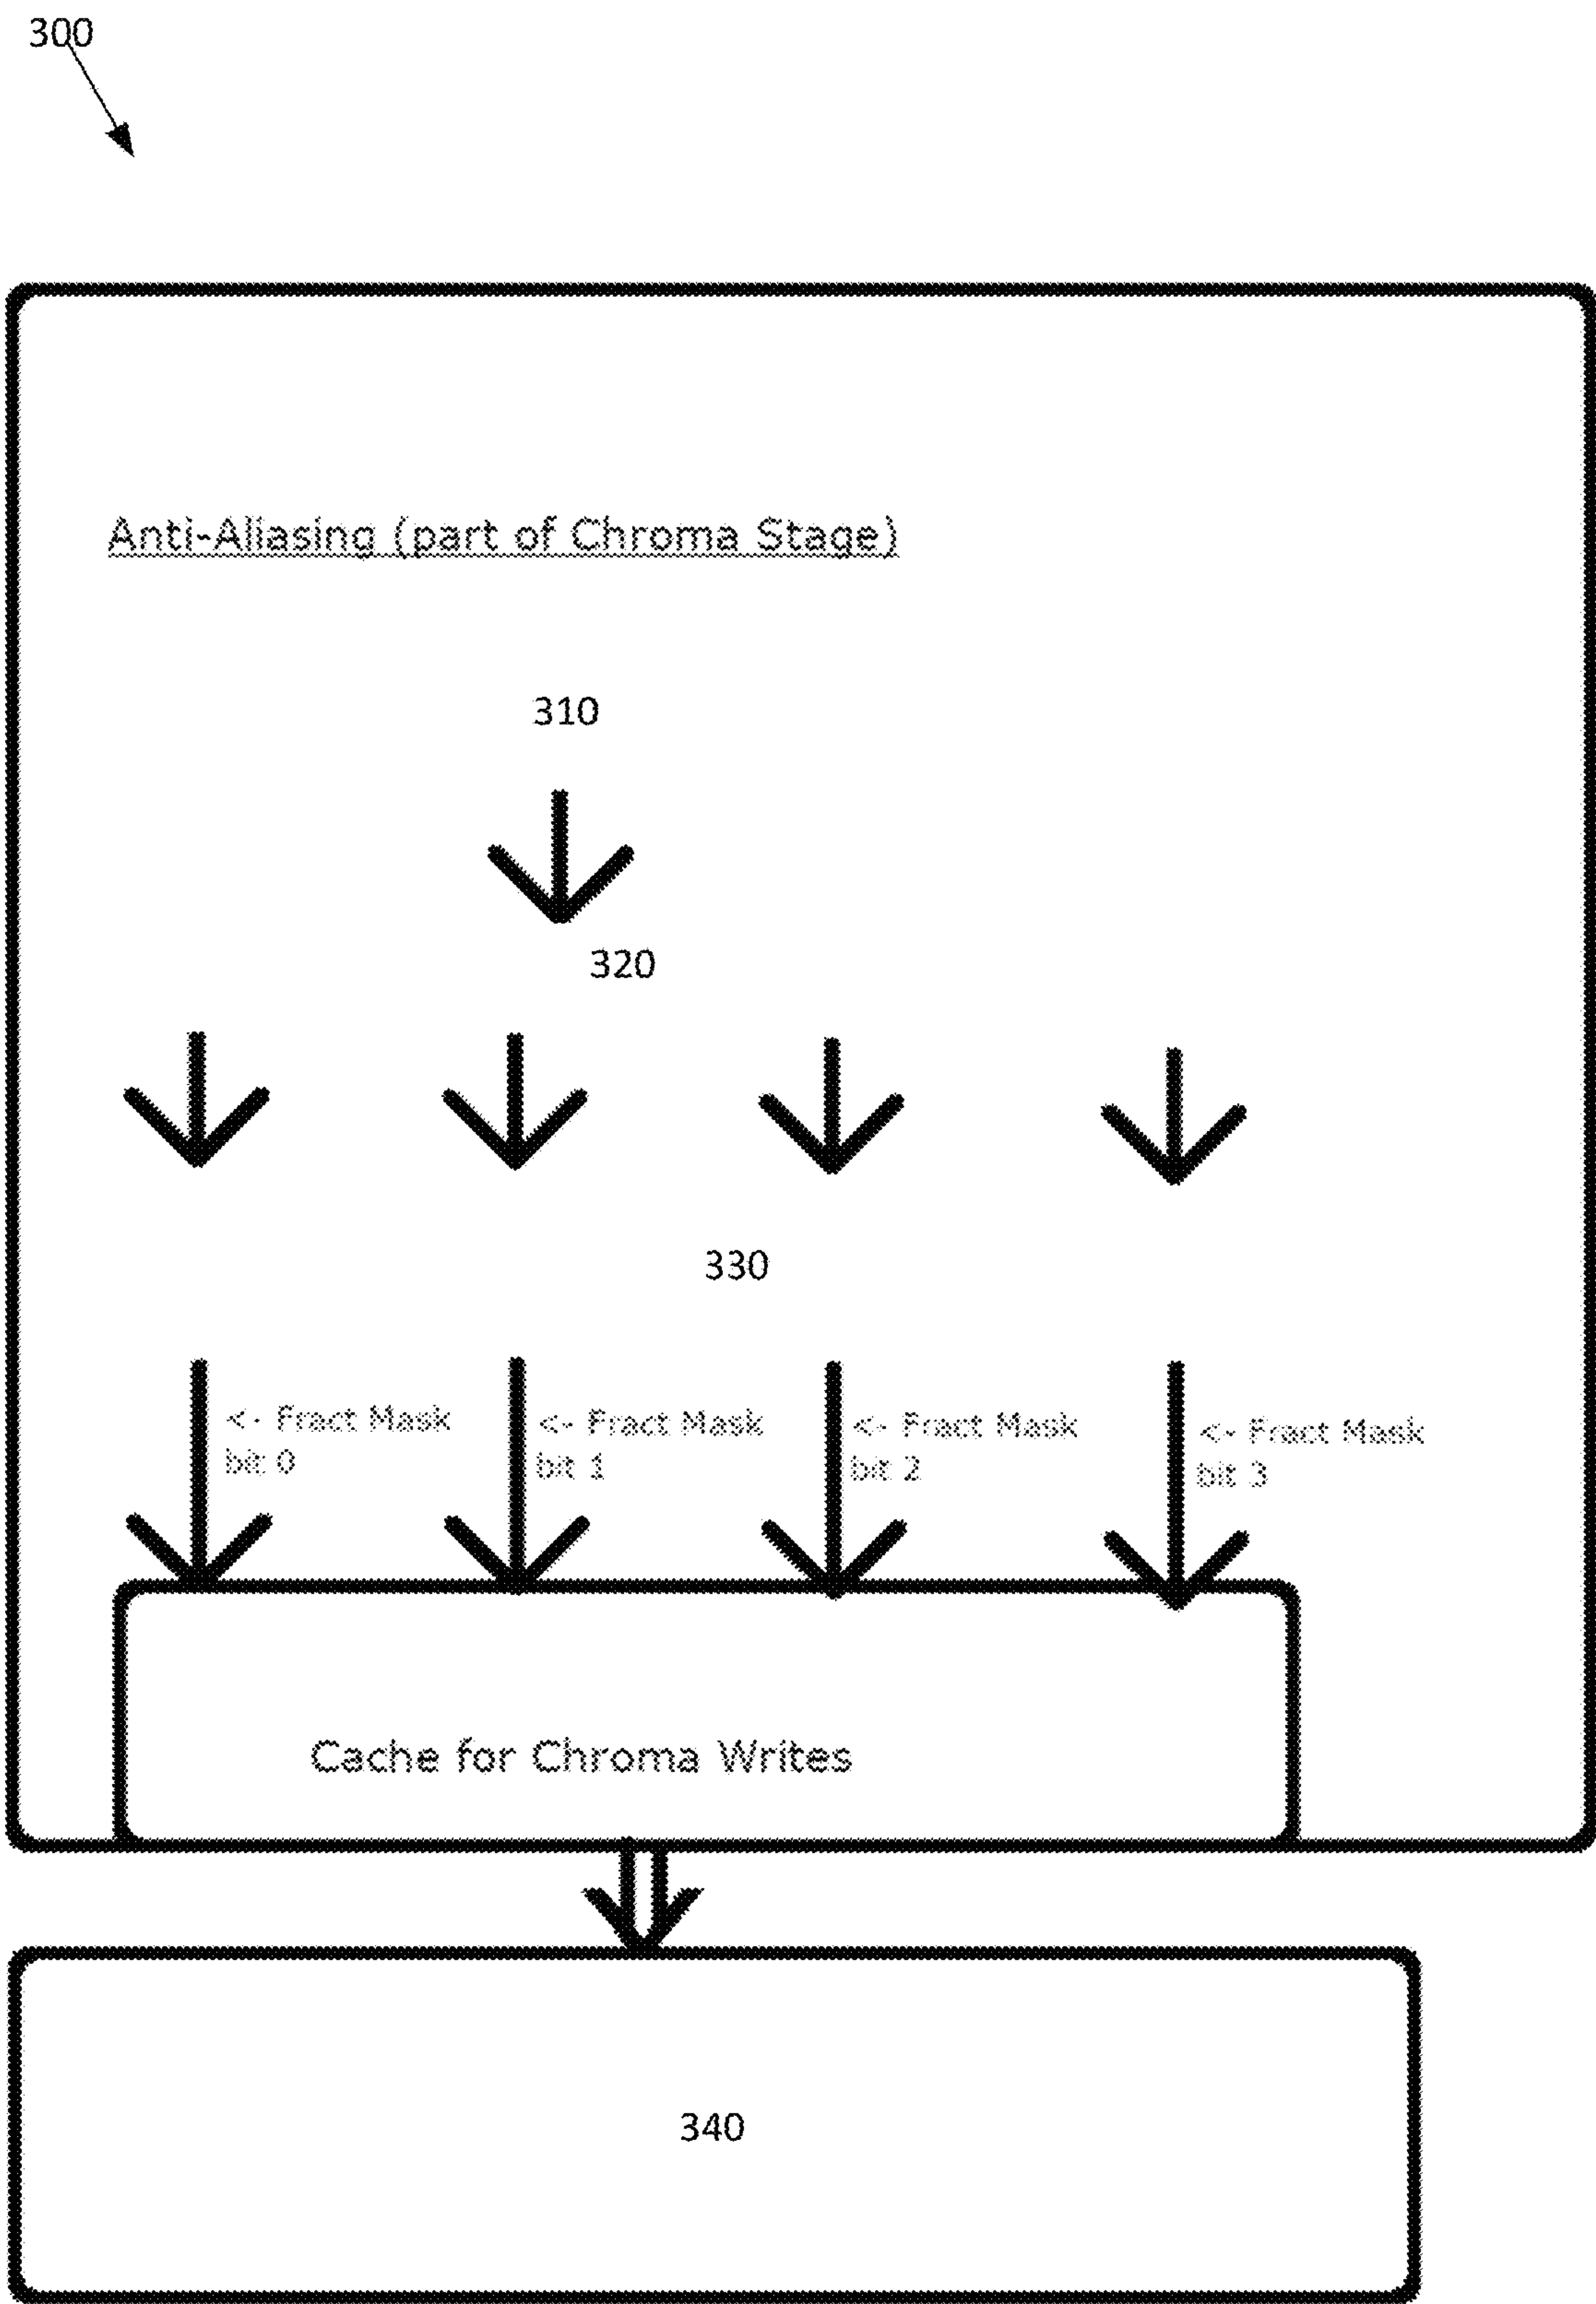 300
Anti-Aliasing (part of Chroma Stage)
310
320
330
<- Fract Mask
bit 0
<- Fract Mask
bit 1
<- Fract Mask
bit 2
<- Fract Mask
bit 3
Cache for Chroma Writes
340